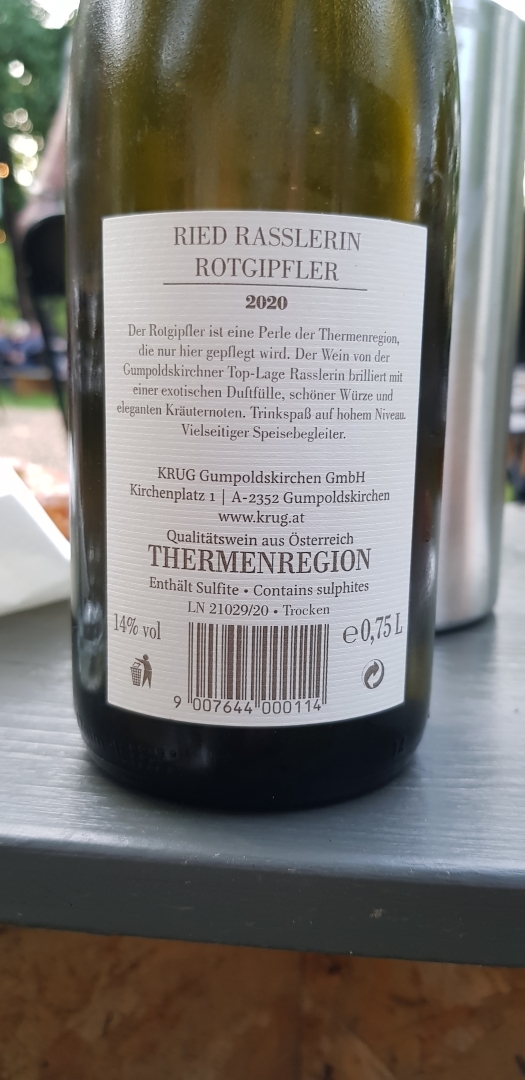 RIED RASSLERIN
ROTGIPFLER
2020
Der Rotgipfler ist eine Perle der Thermenregion,
die nur hier gepflegt wird. Der Wein von der
Gumpoldskirchner Top-Lage Rasslerin brilliert mit
einer exotischen Duftfülle, schöner Würze und
eleganten Kräuternoten. Trinkspaß auf hohem Niveau.
Vielseitiger Speisebegleiter.
KRUG Gumpoldskirchen GmbH
Kirchenplatz 1 | A-2352 Gumpoldskirchen
www.krug.at
Qualitätswein aus Österreich
THERMENREGION
Enthält Sulfite • Contains sulphites
LN 21029/20 • Trocken
14% vol
℮0,75 L
9 007644 000114